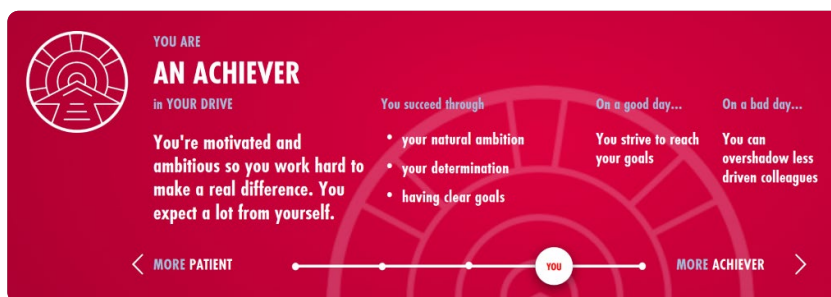 YOU ARE
AN ACHIEVER
in YOUR DRIVE
You're motivated and
ambitious so you work hard to
make a real difference. You
expect a lot from yourself.
You succeed through
• your natural ambition
• your determination
• having clear goals
On a good day...
You strive to reach
your goals
On a bad day...
You can
overshadow less
driven colleagues
MORE PATIENT
YOU
MORE ACHIEVER